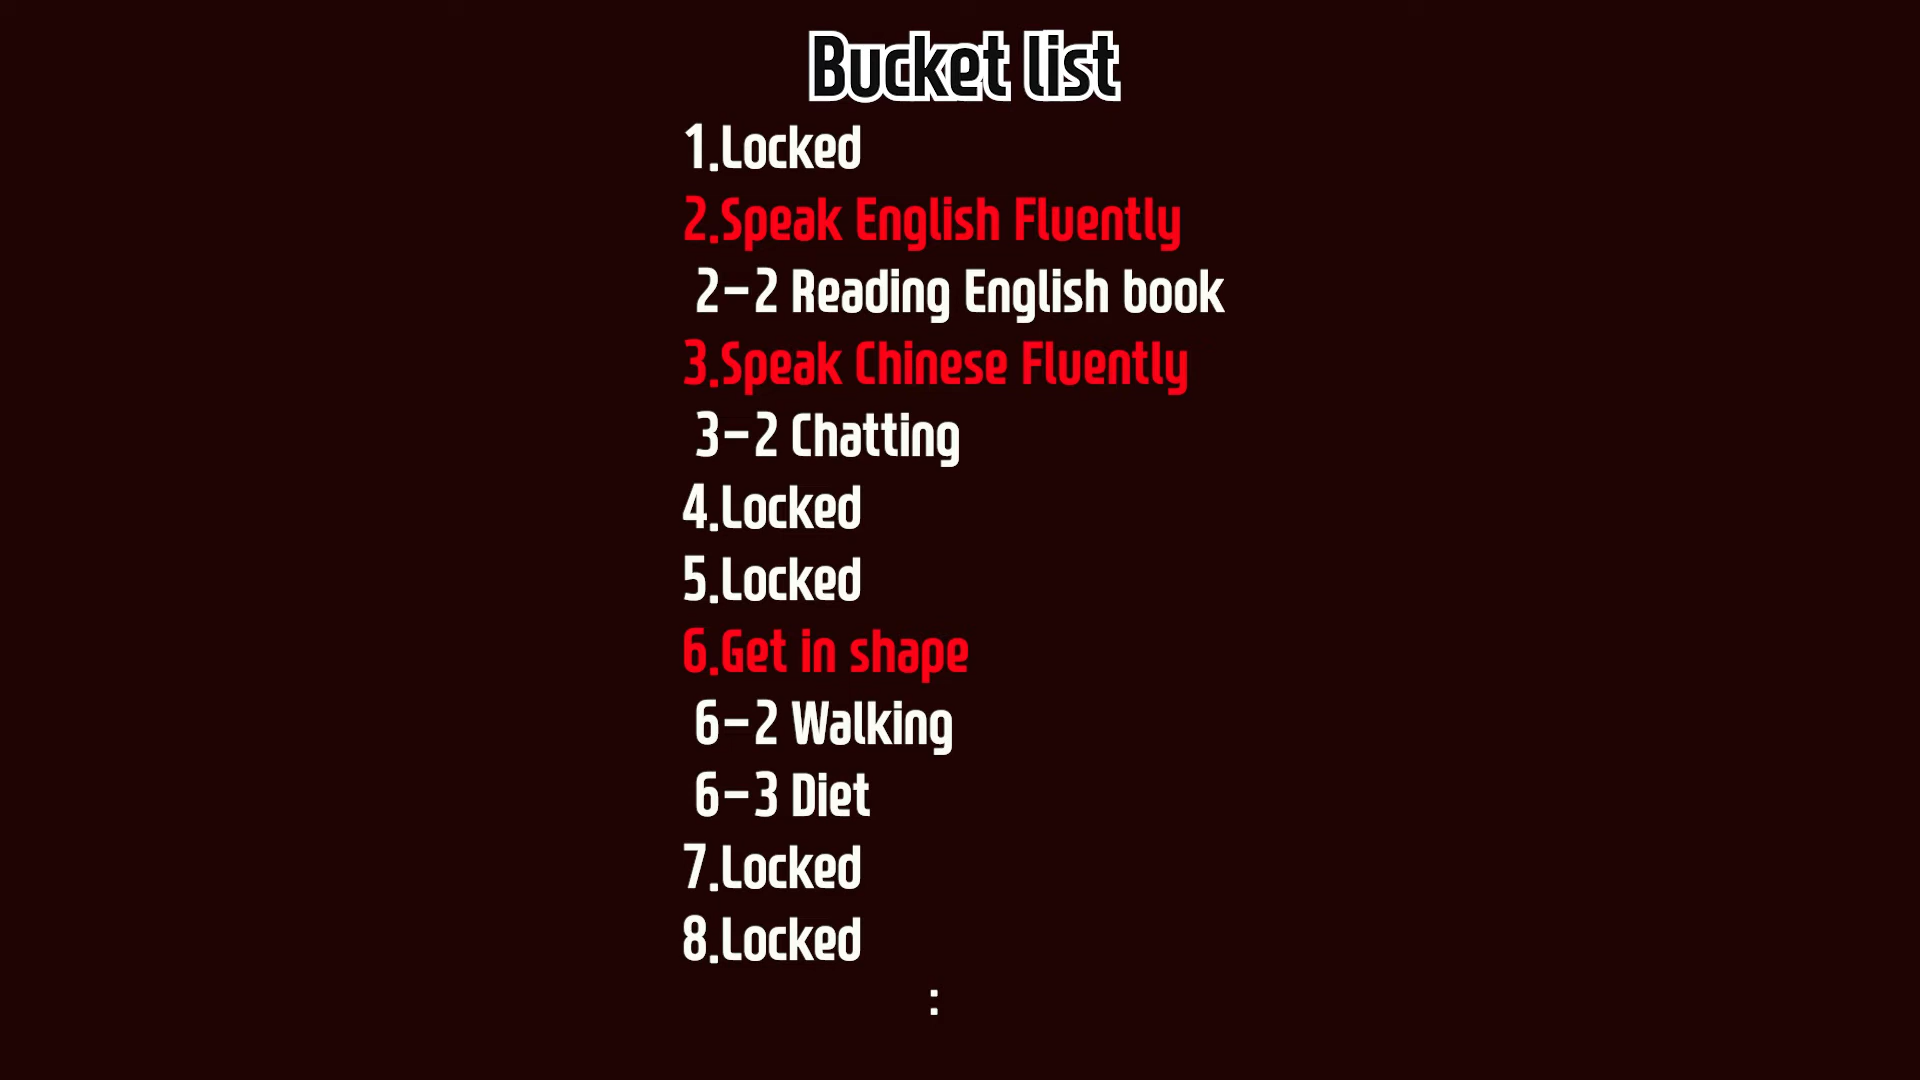 Bucket list
1.Locked
2.Speak English Fluently
2-2 Reading English book
3.Speak Chinese Fluently
3-2 Chatting
4.Locked
5.Locked
6.Get in shape
6-2 Walking
6-3 Diet
7.Locked
8.Locked
: